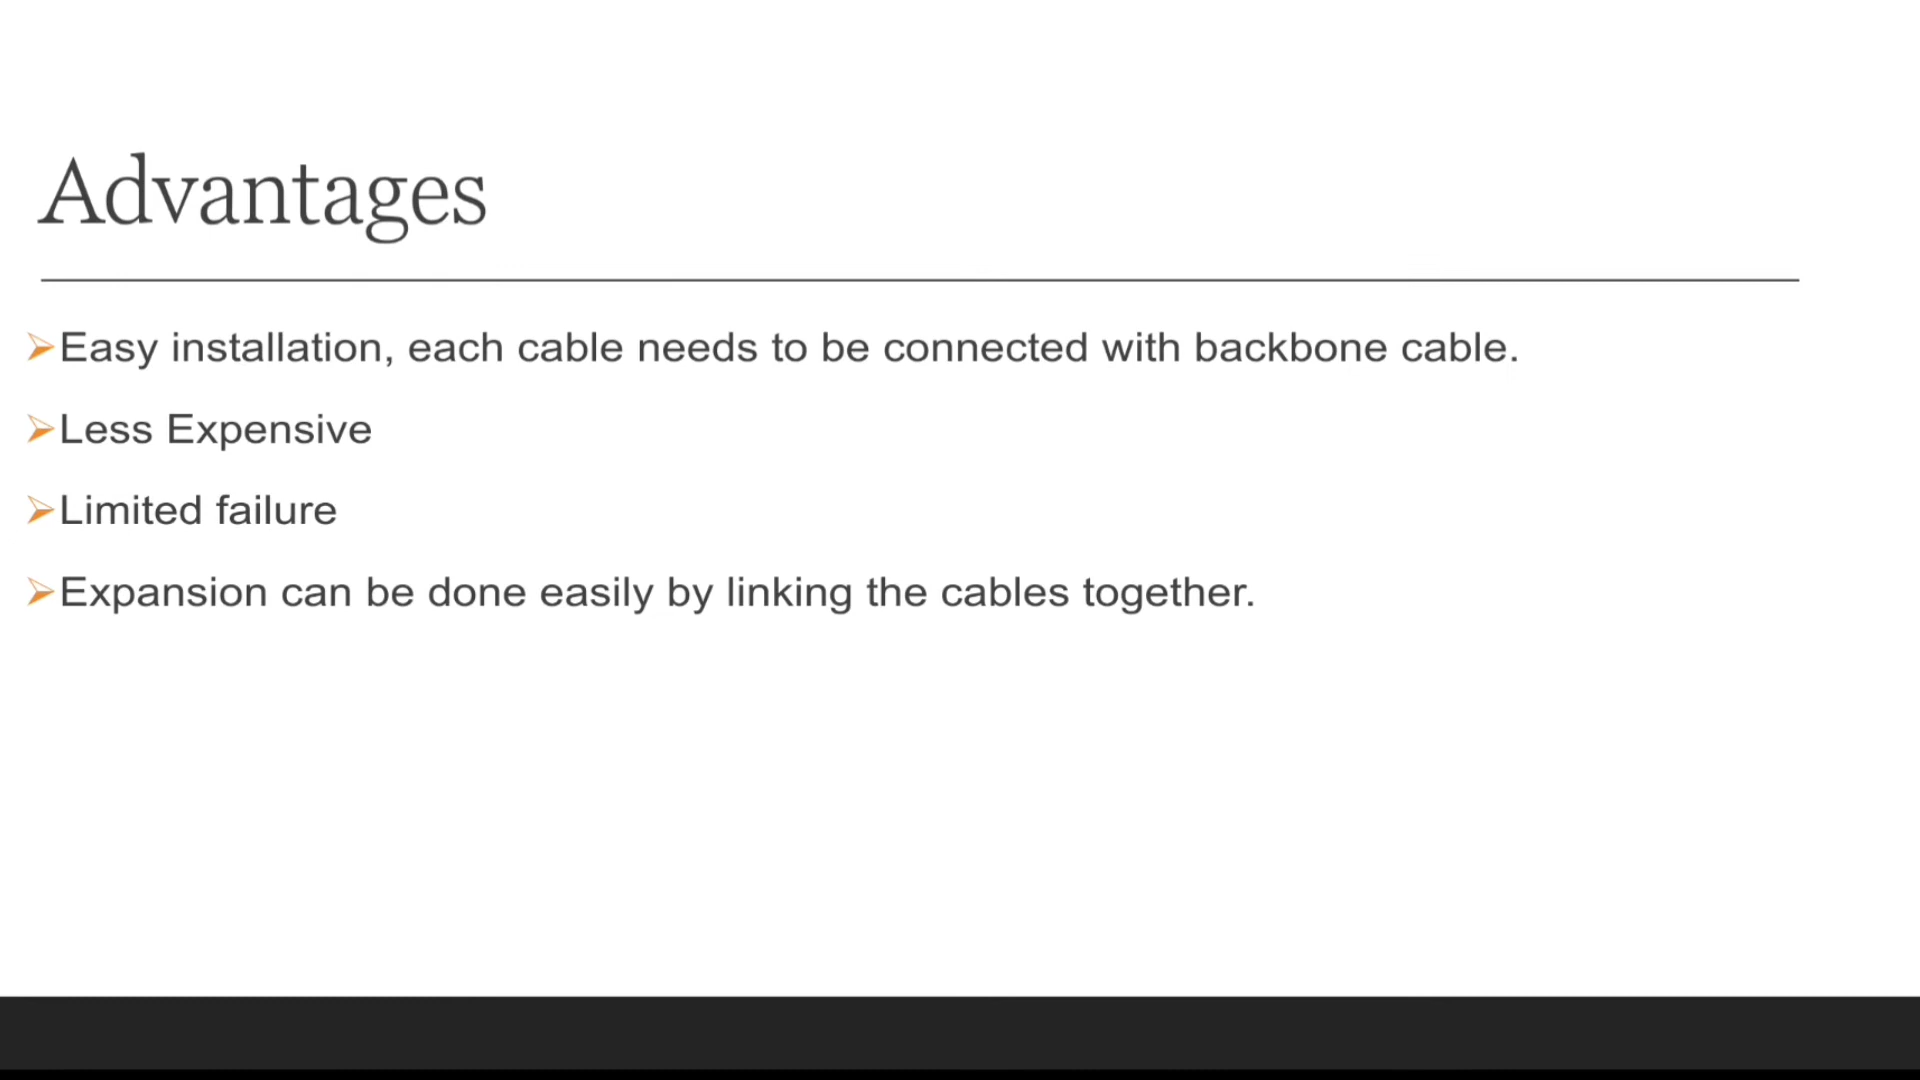 Advantages
➢Easy installation, each cable needs to be connected with backbone cable.
➢Less Expensive
➢Limited failure
➢Expansion can be done easily by linking the cables together.